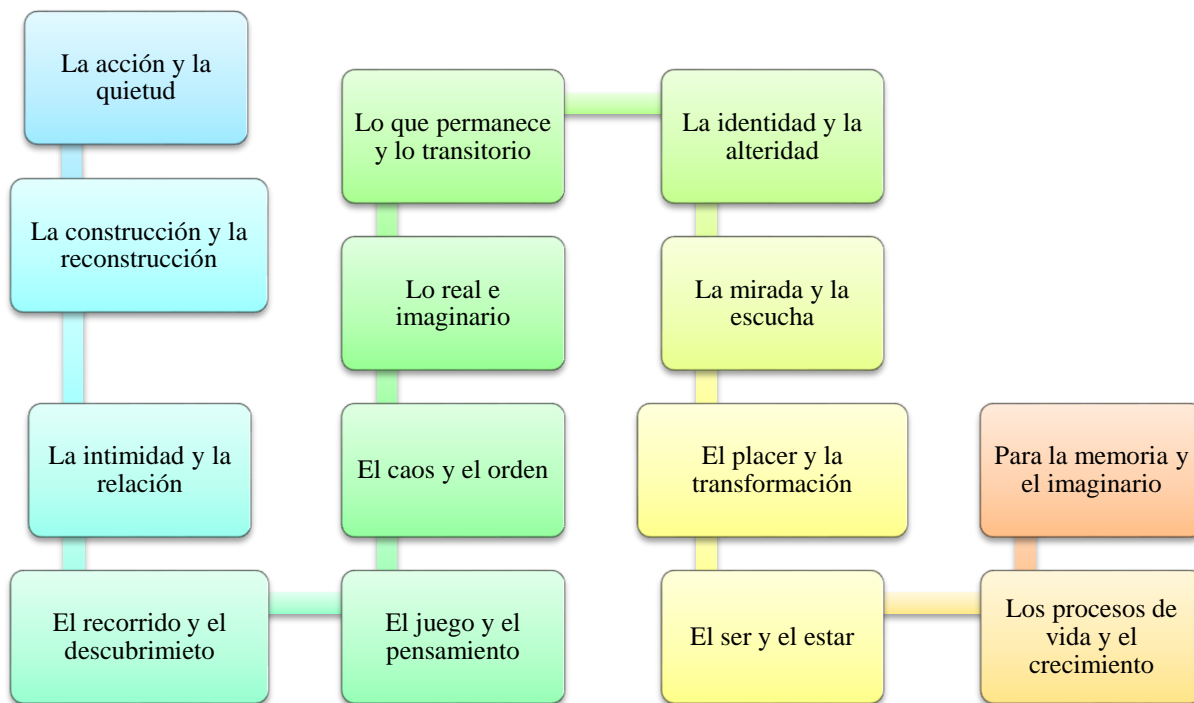 La acción y la
quietud
La construcción y la
reconstrucción
La intimidad y la
relación
El recorrido y el
descubrimieto
El juego y el
pensamiento
El caos y el orden
Lo real e
imaginario
Lo que permanece
y lo transitorio
La identidad y la
alteridad
La mirada y la
escucha
El placer y la
transformación
El ser y el estar
Los procesos de
vida y el
crecimiento
Para la memoria y
el imaginario